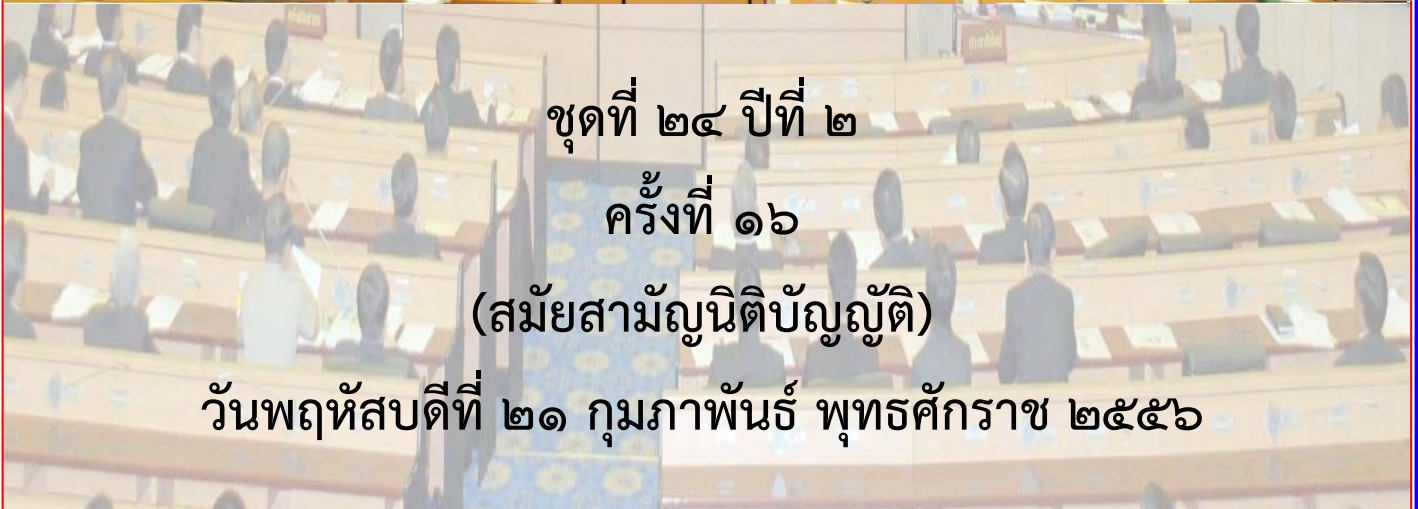 ชุดที่ ๒๔ ปีที่ ๒
ครั้งที่ ๑๖
(สมัยสามัญนิติบัญญัติ)
วันพฤหัสบดีที่ ๒๑ กุมภาพันธ์ พุทธศักราช ๒๕๕๖